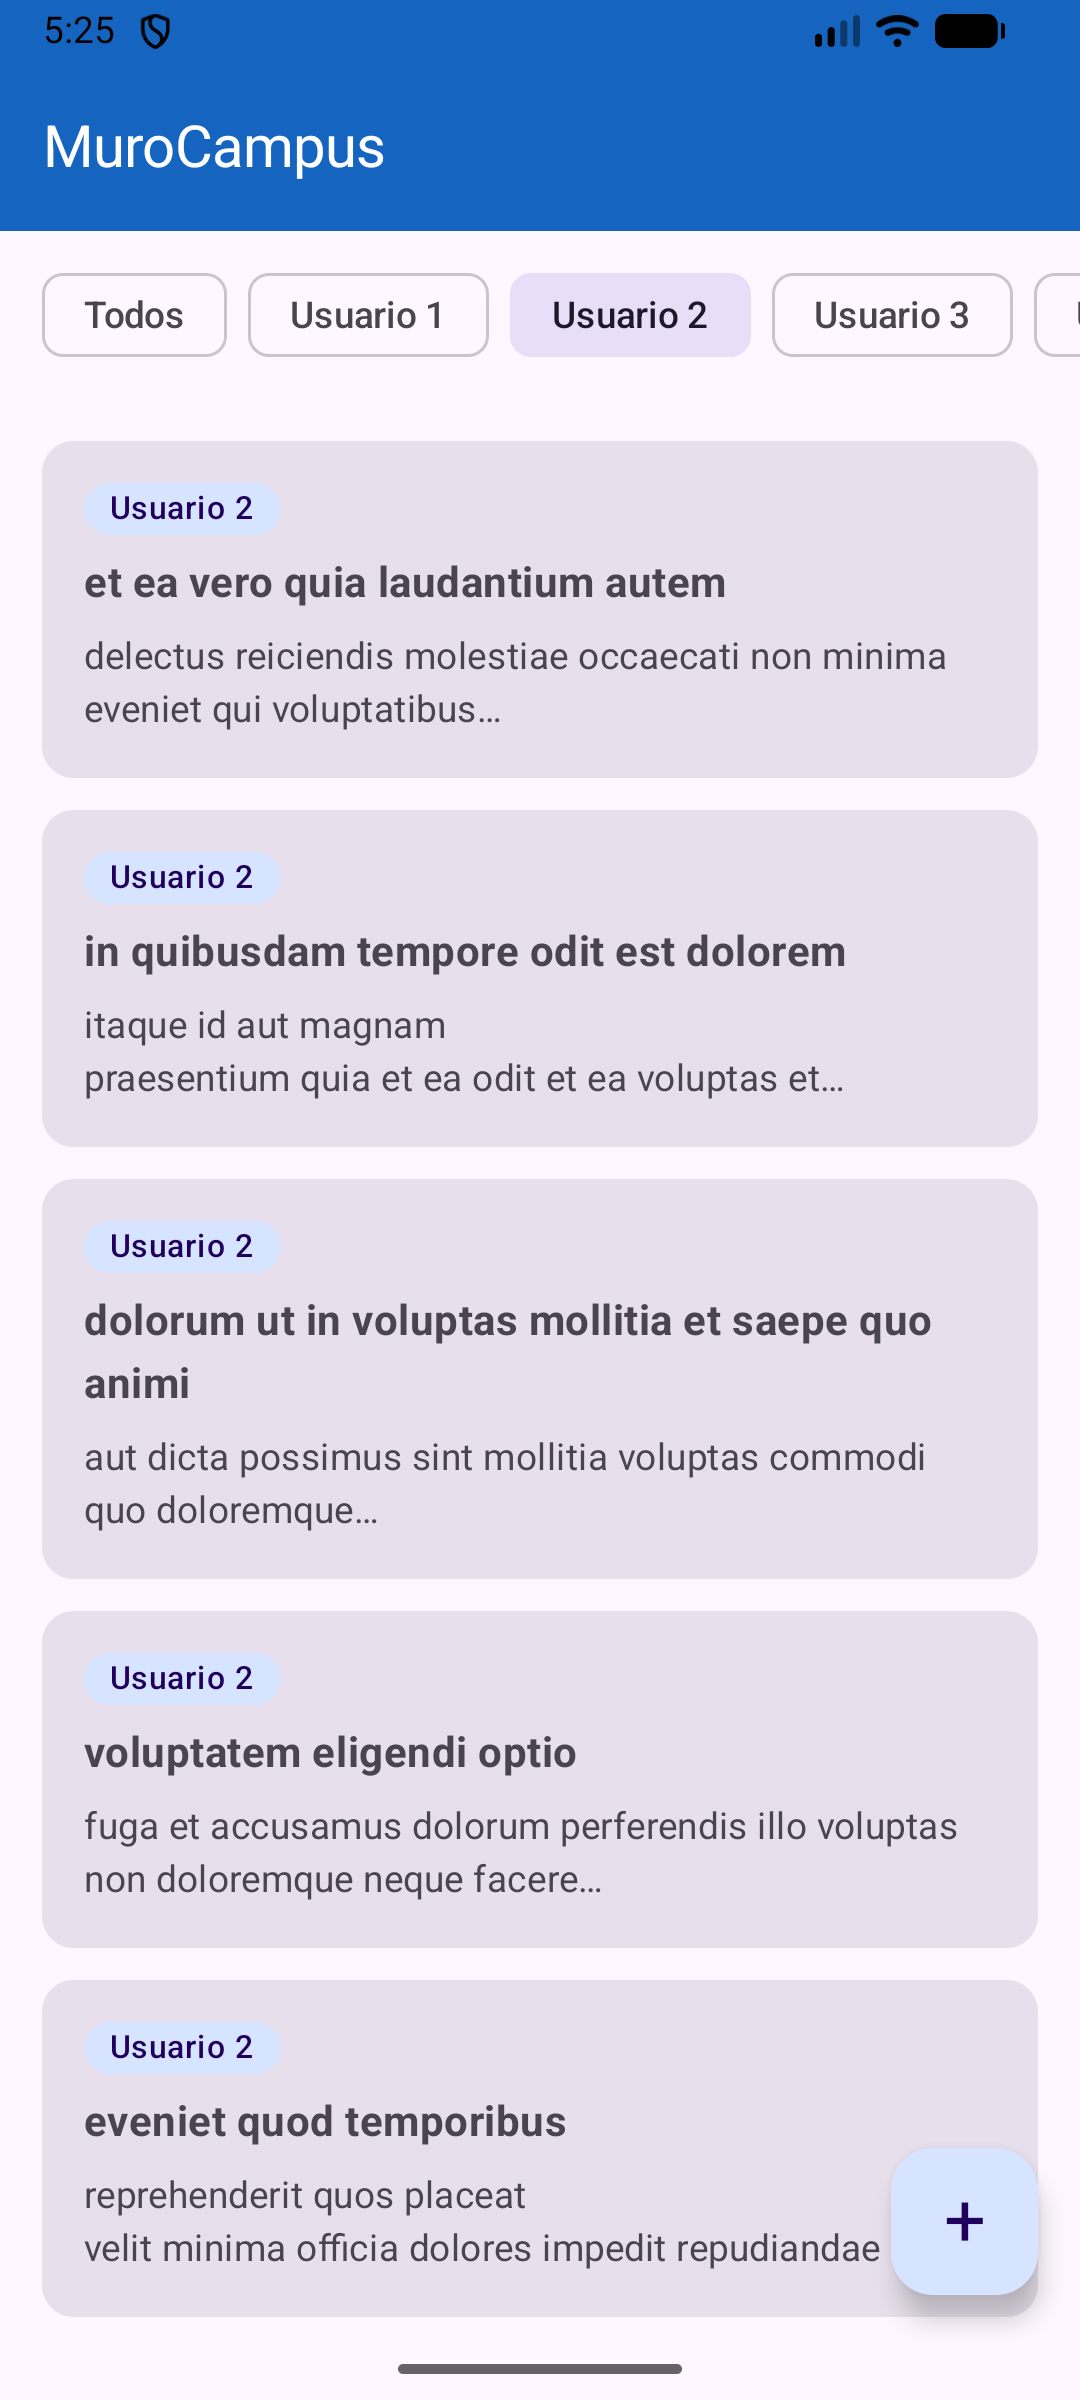 5:25
MuroCampus
Todos
Usuario 1
Usuario 2
Usuario 3
Usuario 2
et ea vero quia laudantium autem
delectus reiciendis molestiae occaecati non minima
eveniet qui voluptatibus…
Usuario 2
in quibusdam tempore odit est dolorem
itaque id aut magnam
praesentium quia et ea odit et ea voluptas et…
Usuario 2
dolorum ut in voluptas mollitia et saepe quo
animi
aut dicta possimus sint mollitia voluptas commodi
quo doloremque…
Usuario 2
voluptatem eligendi optio
fuga et accusamus dolorum perferendis illo voluptas
non doloremque neque facere…
Usuario 2
eveniet quod temporibus
reprehenderit quos placeat
velit minima officia dolores impedit repudiandae
+